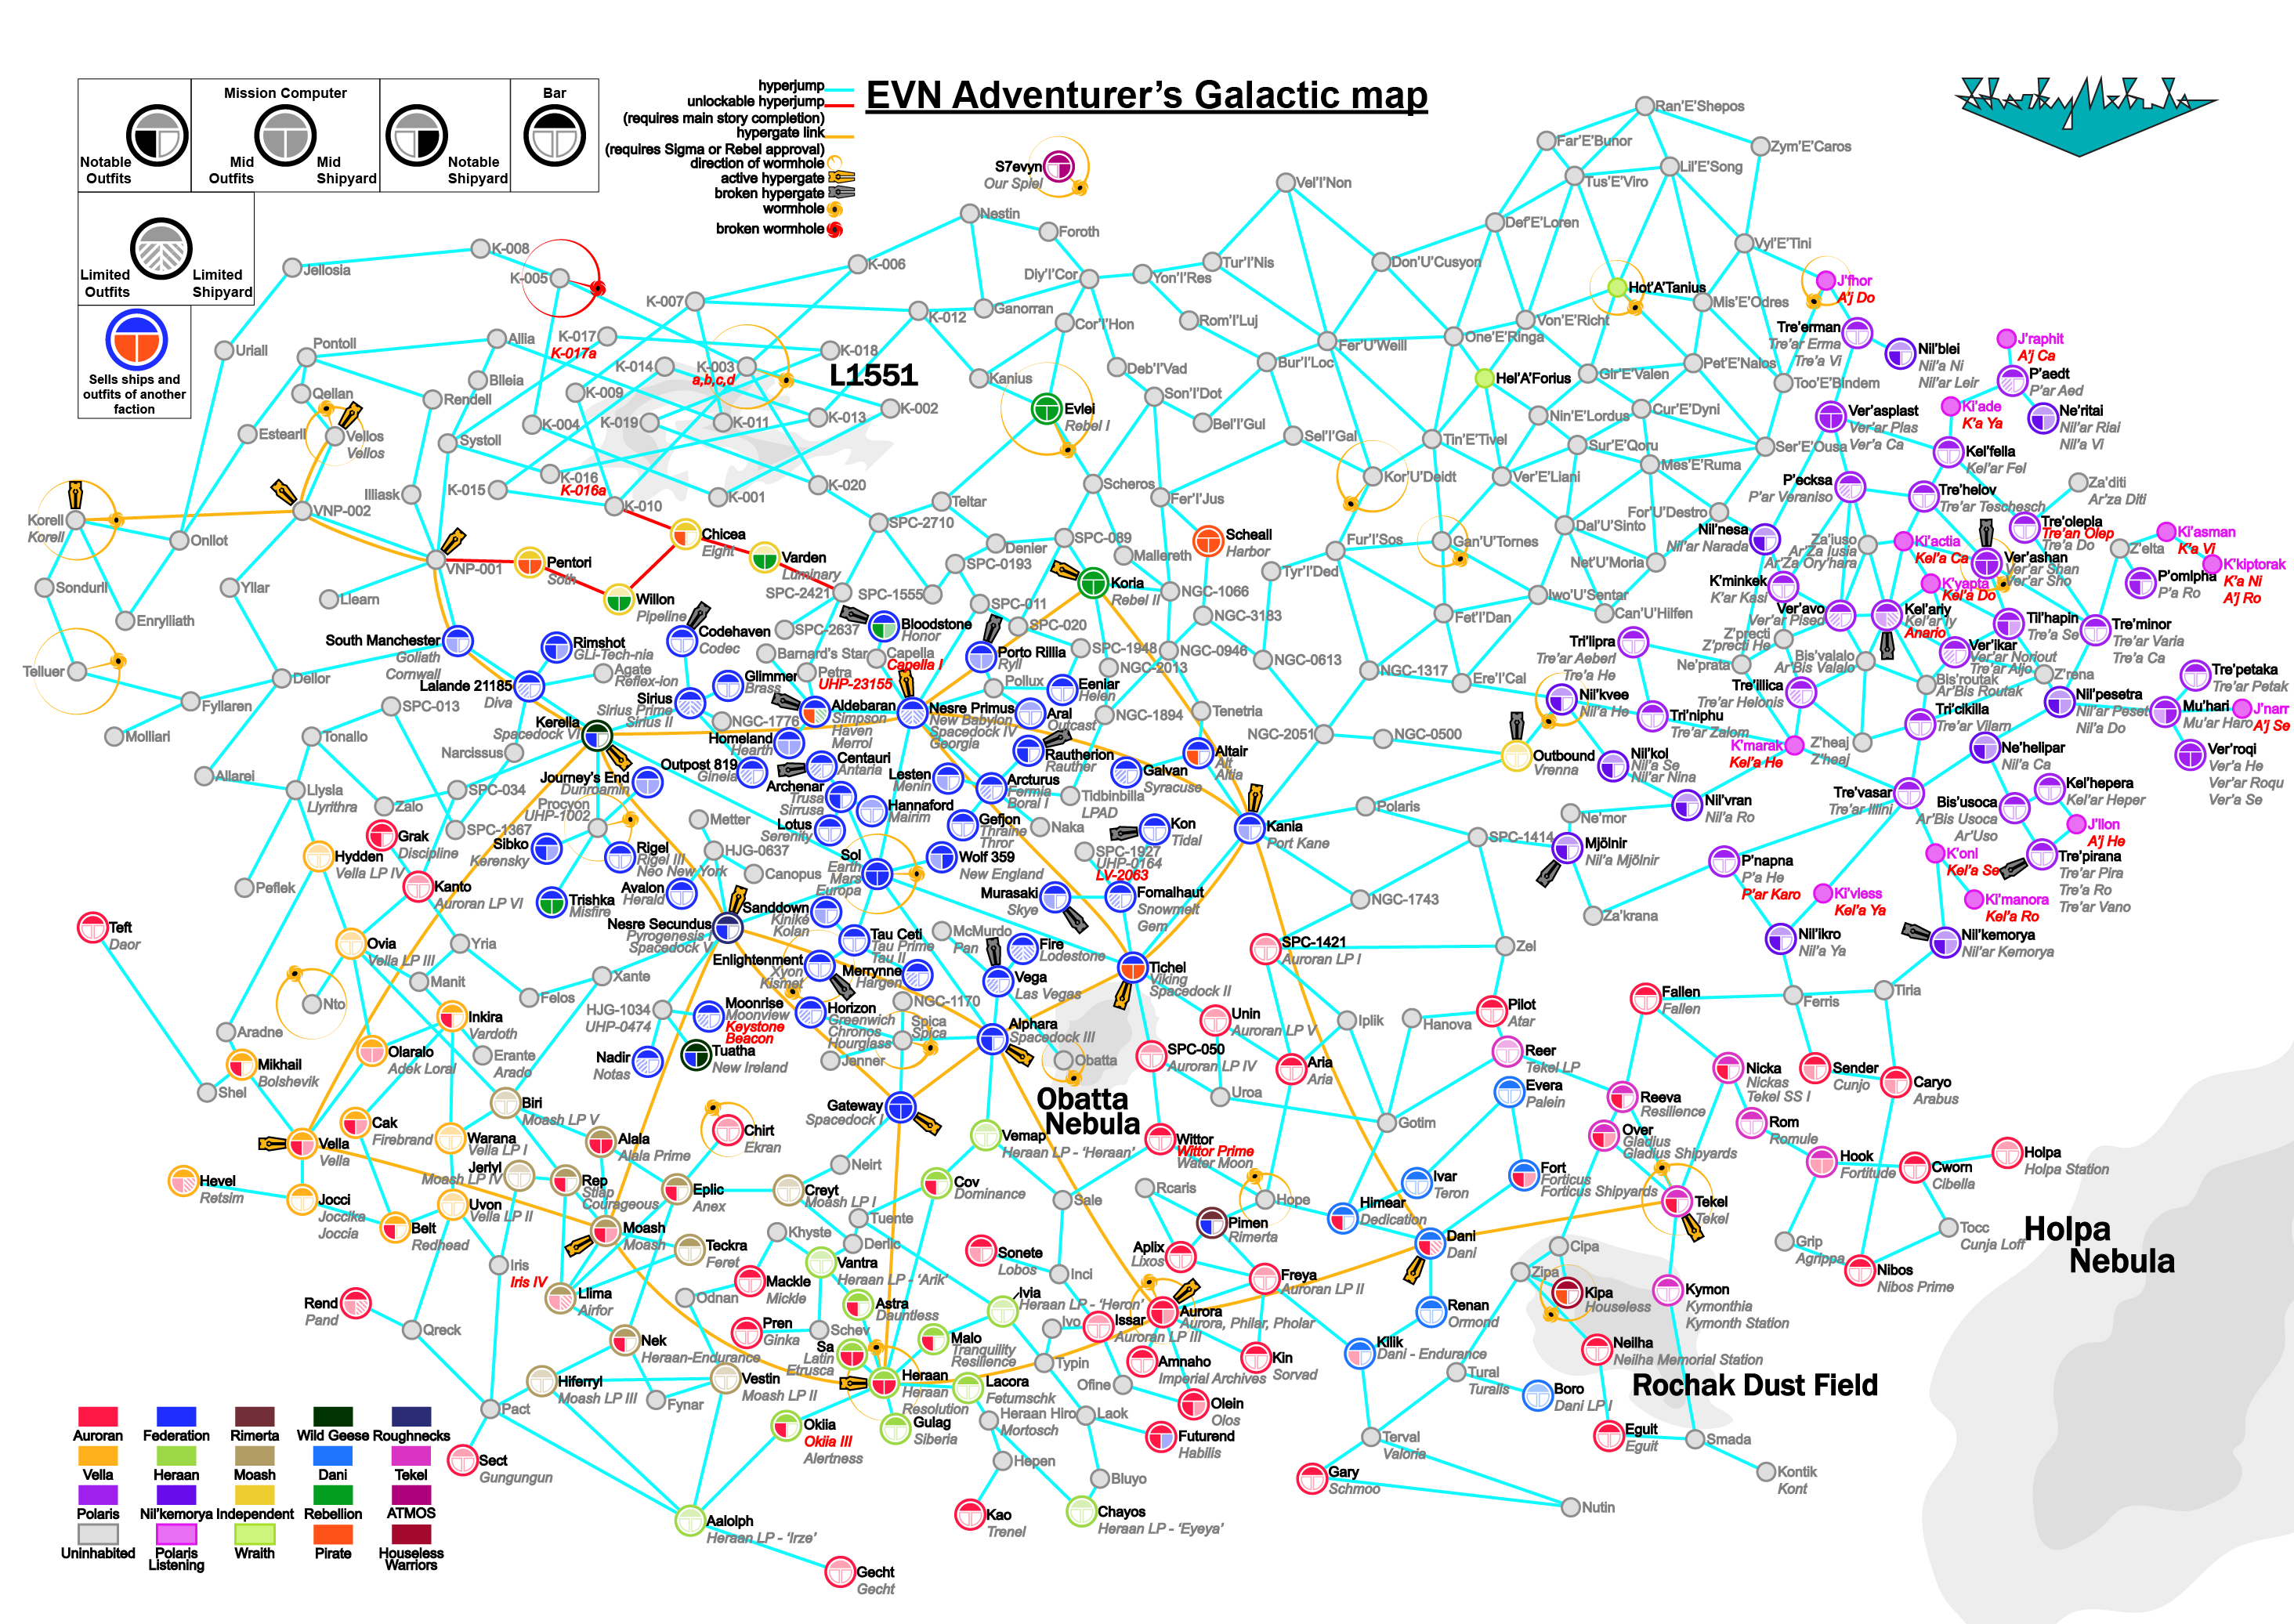 EVN Adventurer's Galactic map
Mission Computer
Bar
Notable
Outfits
Mid
Outfits
Mid
Shipyard
Notable
Shipyard
Limited
Outfits
Limited
Shipyard
Sells ships and
outfits of another
faction
hyperjump
unlockable hyperjump
(requires main story completion)
hypergate link
(requires Sigma or Rebel approval)
direction of wormhole
active hypergate
broken hypergate
wormhole
broken wormhole
S7evyn
Our Spiel
Nestin
Foroth
Vel'I'Non
Ran'E'Shepos
Far'E'Bunor
Zym'E'Caros
Lil'E'Song
Tus'E'Viro
Def'E'Loren
Vyl'E'Tini
K-008
Jellosia
K-005
K-006
K-007
Diy'I'Cor
Yon'I'Res
Tur'I'Nis
Don'U'Cusyon
Hot'A'Tanius
Mis'E'Odres
J'fhor
A'j Do
Ganorran
K-012
Cor'I'Hon
Rom'I'Luj
Von'E'Richt
Tre'erman
Tre'ar Erma
Tre'a Vi
K-017
K-017a
Allia
Uriall
Pontoll
K-014
K-003
a,b,c,d
K-018
L1551
Fer'U'Weill
One'E'Ringa
Nil'blei
Nil'a Ni
Nil'ar Leir
J'raphit
A'j Ca
Bur'I'Loc
Deb'I'Vad
Kanius
Hel'A'Forius
Gir'E'Valen
Pet'E'Naios
Too'E'Bindem
P'aedt
P'ar Aed
Blleia
Qellan
Rendell
K-009
K-002
K-013
K-011
K-019
K-004
Evlei
Rebel I
Son'I'Dot
Bel'I'Gul
Sel'I'Gal
Nin'E'Lordus
Cur'E'Dyni
Ver'asplast
Ver'ar Plas
Ver'a Ca
Ki'ade
K'a Ya
Ne'ritai
Nil'ar Riai
Nil'a Vi
Estearll
Vellos
Vellos
Systoll
Tin'E'Tivel
Sur'E'Qoru
Ser'E'Ousa
Kel'fella
Kel'ar Fel
K-016
K-016a
K-015
K-001
K-020
K-010
Scheros
Fer'I'Jus
Kor'U'Deidt
Ver'E'Liani
Mes'E'Ruma
P'ecksa
P'ar Veraniso
Tre'helov
Tre'ar Teschesch
Za'diti
Ar'za Diti
Illiask
VNP-002
Korell
Korell
Onllot
Teltar
SPC-2710
For'U'Destro
Dal'U'Sinto
Nil'nesa
Nil'ar Narada
Za'iuso
Ar'Za Iusia
Ar'Za Ory'hara
Ki'actia
Kel'a Ca
Tre'olepla
Tre'an Olep
Tre'a Do
Ki'asman
K'a Vi
Z'elta
K'kiptorak
K'a Ni
A'j Ro
Chicea
Eight
Scheall
Harbor
SPC-089
Denier
Mallereth
SPC-0193
Fur'I'Sos
Gan'U'Tornes
Net'U'Moria
VNP-001
Pentori
Soth
Varden
Luminary
Tyr'I'Ded
K'minkek
K'ar Kasi
K'yapta
Kel'a Do
Ver'ashan
Ver'ar Shan
Ver'ar Sho
P'omlpha
P'a Ro
Sonduril
Yllar
Llearn
Willon
Pipeline
SPC-2421
SPC-1555
Koria
Rebel II
NGC-1066
NGC-3183
Iwo'U'Sentar
Can'U'Hilfen
Fet'I'Dan
SPC-011
SPC-020
Enrylliath
Ver'avo
Ver'ar Pised
Kel'ariy
Kel'ar Iy
Anario
Til'hapin
Tre'a Se
Tre'minor
Tre'ar Varia
Tre'a Ca
South Manchester
Goliath
Cornwall
Rimshot
GLi-Tech-nia
Codehaven
Codec
SPC-2637
Bloodstone
Honor
Barnard's Star
Capella
Capella I
Porto Rillia
Ryll
SPC-1948
NGC-0946
NGC-2013
NGC-0613
NGC-1317
Tri'lipra
Tre'ar Aeberl
Tre'a He
Z'precti
Z'precti He
Bis'valalo
Ar'Bis Valalo
Ver'ikar
Ver'ar Noriout
Tre'ar Aljo
Ne'prata
Telluer
Dellor
Agate
Reflex-ion
Petra
UHP-23155
Lalande 21185
Diva
Glimmer
Brass
Sirius
Sirius Prime
Sirius II
Pollux
Eeniar
Helen
Ere'I'Cal
Nil'kvee
Nil'a He
Tre'illica
Tre'ar Helonis
Bis'routak
Ar'Bis Routak
Z'rena
Tre'petaka
Tre'ar Petak
Fyllaren
SPC-013
Kerella
Spacedock VI
NGC-1776
Aldebaran
Simpson
Haven
Merrol
Nesre Primus
New Babylon
Spacedock IV
Georgia
Aral
Outcast
NGC-1894
Tenetria
Tri'niphu
Tre'ar Zalom
Tri'cikilla
Tre'ar Vilam
Nil'pesetra
Nil'ar Peset
Nil'a Do
Mu'hari
Mu'ar Haro
J'narr
A'j Se
Molliari
Tonallo
Narcissus
Homeland
Hearth
Rautherion
Rauther
Altair
Alt
Altia
NGC-2051
NGC-0500
Outbound
Vrenna
Nil'kol
Nil'a Se
Nil'ar Nina
K'marak
Kel'a He
Z'heaj
Z'heaj
Ne'helipar
Nil'a Ca
Ver'roqi
Ver'a He
Ver'ar Roqu
Ver'a Se
Allarei
Llysla
Llyrithra
Zalo
SPC-034
Journey's End
Dunroamin
Outpost 819
Gineia
Centauri
Antaria
Archenar
Trusa
Sirrusa
Lesten
Menin
Arcturus
Fermia
Boral I
Galvan
Syracuse
Tidbinbilla
LPAD
Polaris
Nil'vran
Nil'a Ro
Tre'vasar
Tre'ar Illini
Bis'usoca
Ar'Bis Usoca
Ar'Uso
Kel'hepera
Kel'ar Heper
Procyon
UHP-1002
SPC-1367
Grak
Discipline
Metter
Lotus
Serenity
Hannaford
Mairim
Gefjon
Thraine
Thror
Naka
Kon
Tidal
Kania
Port Kane
Ne'mor
SPC-1414
J'llon
A'j He
Hydden
Vella LP IV
Sibko
Kerensky
Rigel
Rigel III
Neo New York
HJG-0637
Canopus
Sol
Earth
Mars
Europa
Wolf 359
New England
SPC-1927
UHP-0164
LV-2063
Mjölnir
Nil'a Mjölnir
P'napna
P'a He
P'ar Karo
K'onl
Kel'a Se
Tre'pirana
Tre'ar Pira
Tre'a Ro
Tre'ar Vano
Peflek
Kanto
Auroran LP VI
Trishka
Misfire
Avalon
Herald
Murasaki
Skye
Fomalhaut
Snowmelt
Gem
NGC-1743
Ki'vless
Kel'a Ya
Ki'manora
Kel'a Ro
Za'krana
Teft
Daor
Nesre Secundus
Pyrogenesis I
Spacedock V
Sanddown
Kinike
Kolan
Tau Ceti
Tau Prime
Tau II
McMurdo
Pan
Fire
Lodestone
SPC-1421
Auroran LP I
Zel
Nil'ikro
Nil'a Ya
Nil'kemorya
Nil'ar Kemorya
Ovia
Vella LP III
Yria
Manit
Xante
Felos
Enlightenment
Xyon
Kismet
Merrynne
Hargen
Vega
Las Vegas
Tichel
Viking
Spacedock II
Nto
NGC-1170
Fallen
Fallen
Ferris
Tiria
Aradne
Inkira
Vardoth
HJG-1034
UHP-0474
Moonrise
Moonview
Keystone
Beacon
Horizon
Greenwich
Chronos
Hourglass
Spica
Spica
Alphara
Spacedock III
Unin
Auroran LP V
Iplik
Hanova
Pilot
Atar
Mikhail
Bolshevik
Olaralo
Adek Loral
Erante
Arado
Nadir
Notas
Tuatha
New Ireland
Jenner
Obatta
Obatta
Nebula
SPC-050
Auroran LP IV
Aria
Aria
Reer
Tekel LP
Nicka
Nickas
Tekel SS I
Sender
Cunjo
Caryo
Arabus
Shel
Biri
Moash LP V
Gateway
Spacedock I
Uroa
Evera
Palein
Reeva
Resilience
Cak
Firebrand
Warana
Vella LP I
Alala
Alala Prime
Chirt
Ekran
Vemap
Heraan LP - 'Heraan'
Wittor
Wittor Prime
Water Moon
Gotim
Over
Gladius
Gladius Shipyards
Rom
Romule
Vella
Vella
Jerlyl
Moash LP IV
Rep
Stiap
Courageous
Neirt
Hook
Fortitude
Cworn
Cibella
Holpa
Holpa Station
Hevel
Retsim
Jocci
Joccika
Joccia
Uvon
Vella LP II
Eplic
Anex
Creyt
Moash LP I
Cov
Dominance
Sale
Rcaris
Hope
Ivar
Teron
Fort
Forticus
Forticus Shipyards
Tekel
Tekel
Belt
Redhead
Moash
Moash
Teckra
Feret
Khyste
Tuente
Derlic
Pimen
Rimerta
Himear
Dedication
Tocc
Cunja Loff
Holpa
Nebula
Iris
Iris IV
Vantra
Heraan LP - 'Arik'
Sonete
Lobos
Inci
Aplix
Lixos
Dani
Dani
Cipa
Grip
Agrippa
Nibos
Nibos Prime
Rend
Pand
Llima
Airfor
Mackle
Mickle
Odnan
Astra
Dauntless
Ivia
Heraan LP - 'Heron'
Freya
Auroran LP II
Zipa
Kipa
Houseless
Kymon
Kymonthia
Kymonth Station
Qreck
Pren
Ginka
Schev
Malo
Tranquility
Resilience
Ivo
Issar
Auroran LP III
Aurora
Aurora, Philar, Pholar
Renan
Ormond
Nek
Heraan-Endurance
Sa
Latin
Etrusca
Typin
Amnaho
Imperial Archives
Kin
Sorvad
Kilik
Dani - Endurance
Neilha
Neilha Memorial Station
Hiferryl
Moash LP III
Vestin
Moash LP II
Heraan
Heraan
Resolution
Lacora
Fetumschk
Ofine
Tural
Turalis
Boro
Dani LP I
Rochak Dust Field
Pact
Fynar
Okiia
Okiia III
Alertness
Gulag
Siberia
Heraan Hiro
Mortosch
Laok
Olein
Olos
Futurend
Habilis
Terval
Valoria
Eguit
Eguit
Smada
Sect
Gungungun
Hepen
Bluyo
Gary
Schmoo
Kontik
Kont
Aalolph
Heraan LP - 'Irze'
Kao
Trenel
Chayos
Heraan LP - 'Eyeya'
Nutin
Gecht
Gecht
Auroran
Federation
Rimerta
Wild Geese
Roughnecks
Vella
Heraan
Moash
Dani
Tekel
Polaris
Nil'kemorya
Independent
Rebellion
ATMOS
Uninhabited
Polaris
Listening
Wraith
Pirate
Houseless
Warriors